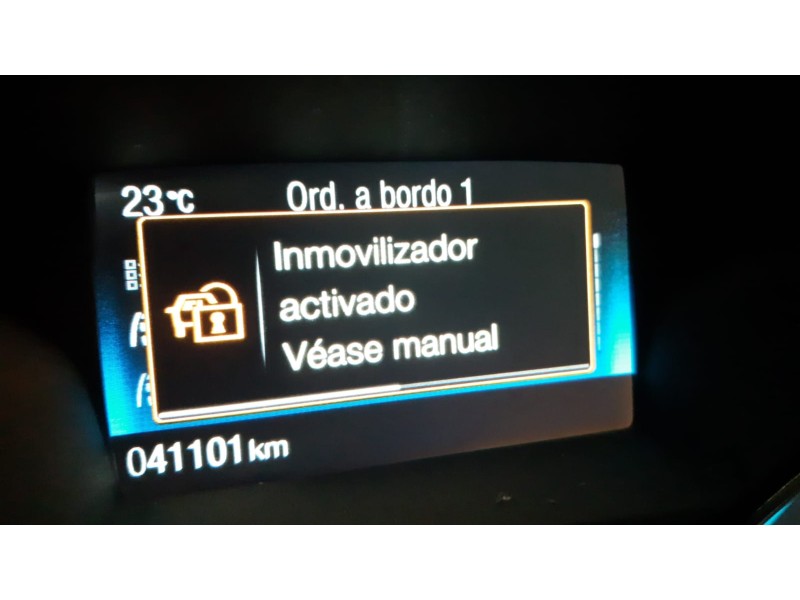 23°C Ord. a bordo 1
Inmovilizador
activado
Véase manual
041101 km